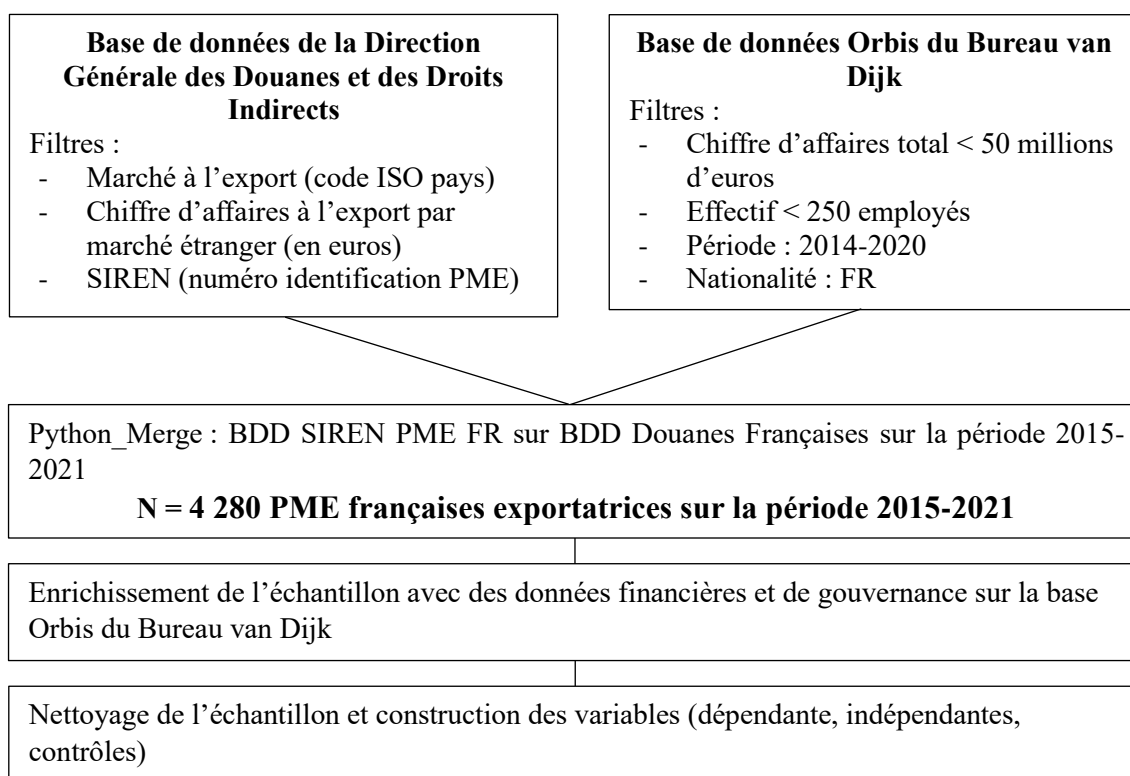 Base de données de la Direction
Générale des Douanes et des Droits
Indirects
Filtres :
- Marché à l’export (code ISO pays)
- Chiffre d’affaires à l’export par
marché étranger (en euros)
- SIREN (numéro identification PME)
Base de données Orbis du Bureau van
Dijk
Filtres :
- Chiffre d’affaires total < 50 millions
d’euros
- Effectif < 250 employés
- Période : 2014-2020
- Nationalité : FR
Python_Merge : BDD SIREN PME FR sur BDD Douanes Françaises sur la période 2015-
2021
N = 4 280 PME françaises exportatrices sur la période 2015-2021
Enrichissement de l’échantillon avec des données financières et de gouvernance sur la base
Orbis du Bureau van Dijk
Nettoyage de l’échantillon et construction des variables (dépendante, indépendantes,
contrôles)